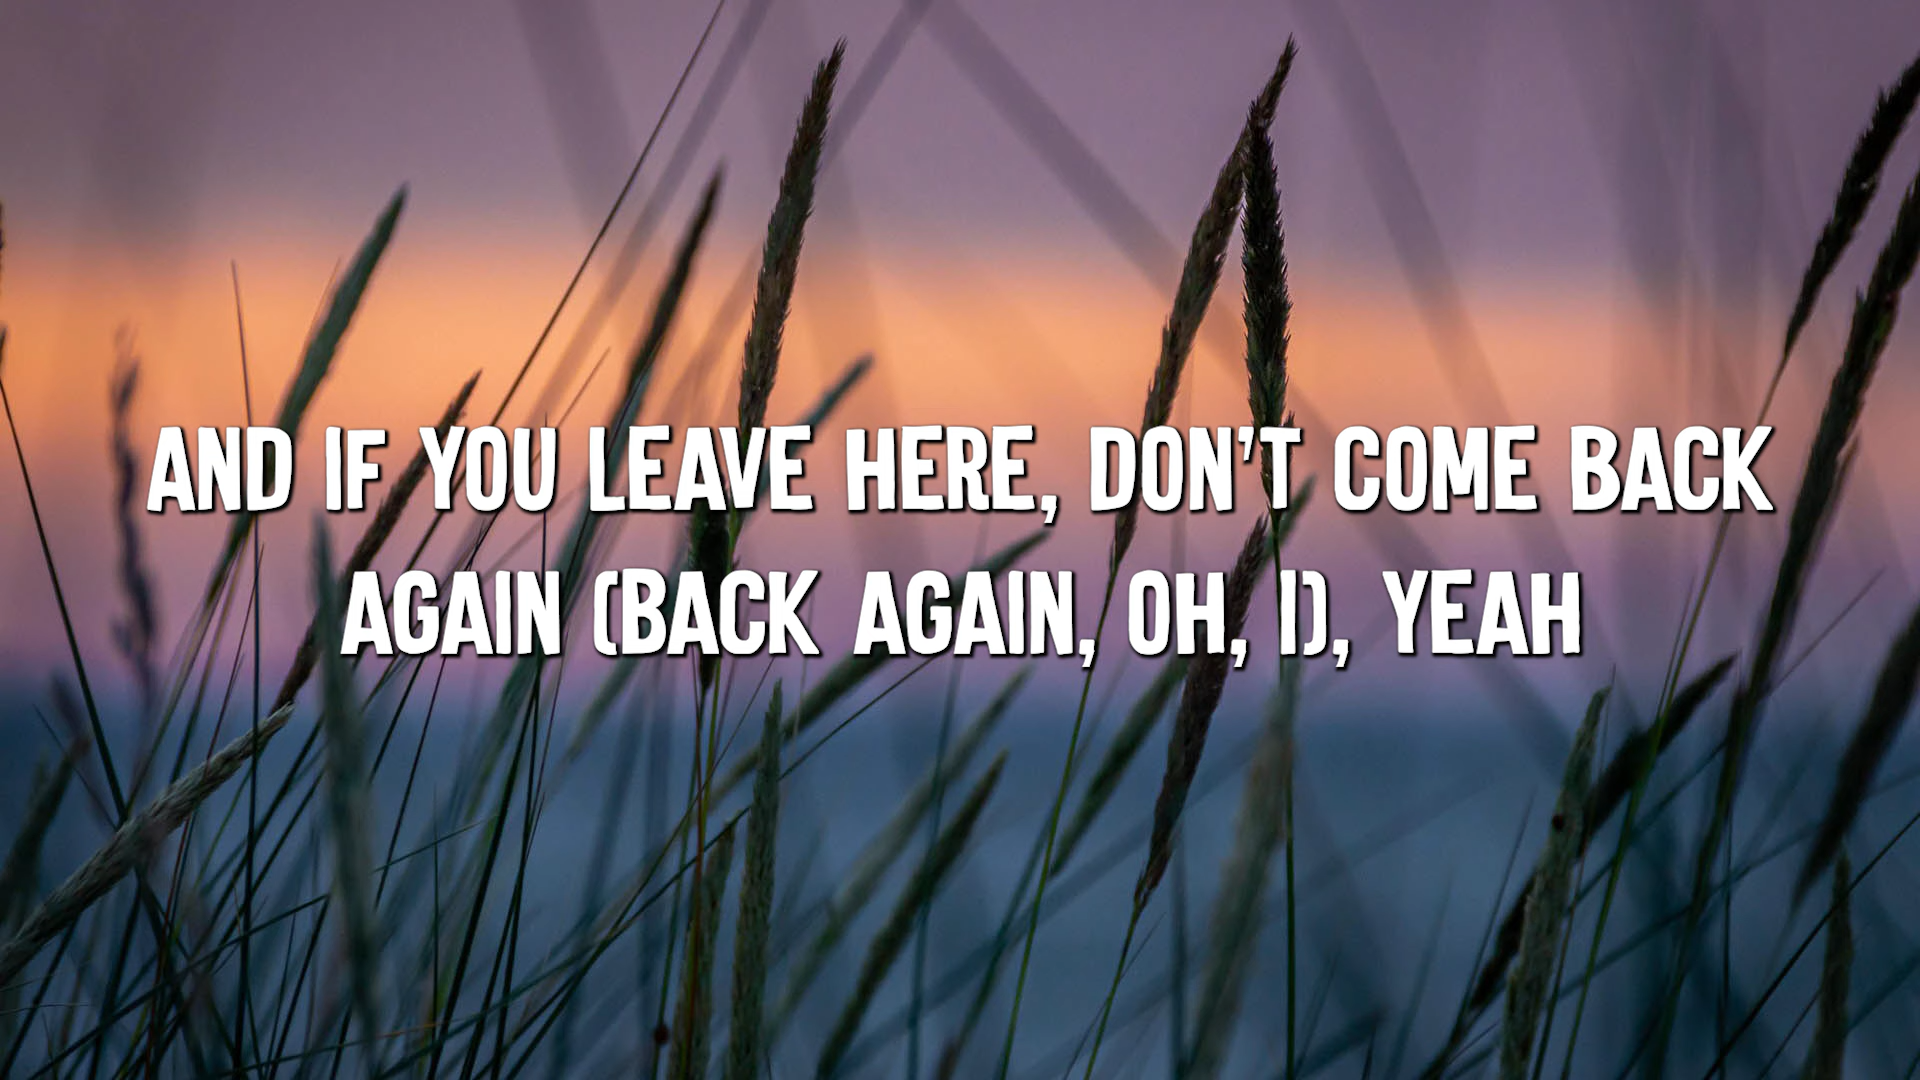 AND IF YOU LEAVE HERE, DON'T COME BACK
AGAIN (BACK AGAIN, OH, I), YEAH